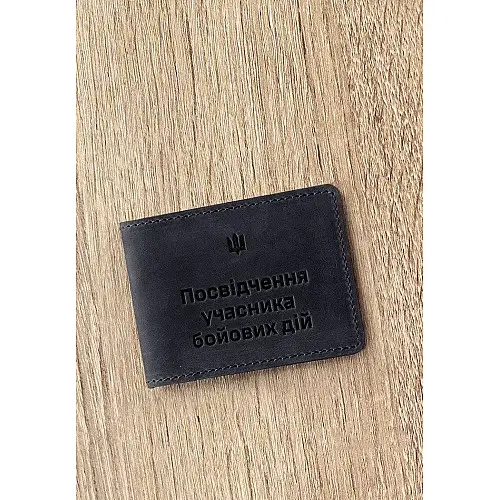 Посвідчення
учасника
бойових дій